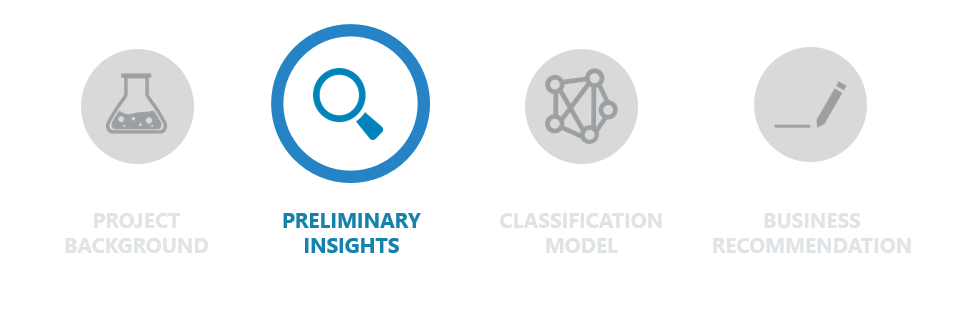 PROJECT
BACKGROUND
PRELIMINARY
INSIGHTS
CLASSIFICATION
MODEL
BUSINESS
RECOMMENDATION